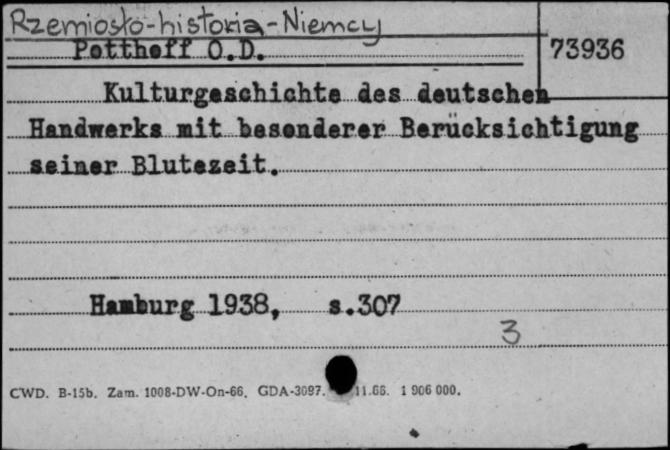 Rzemiosło-historia-Niemcy
Potthoff O.D.
73936
Kulturgeschichte des deutschen
Handwerks mit besonderer Berücksichtigung
seiner Blutezeit.
Hamburg 1938, s.307
3
CWD. B-15b. Zam. 1008-DW-On-66. GDA-3097. 11.66. 1 906 000.